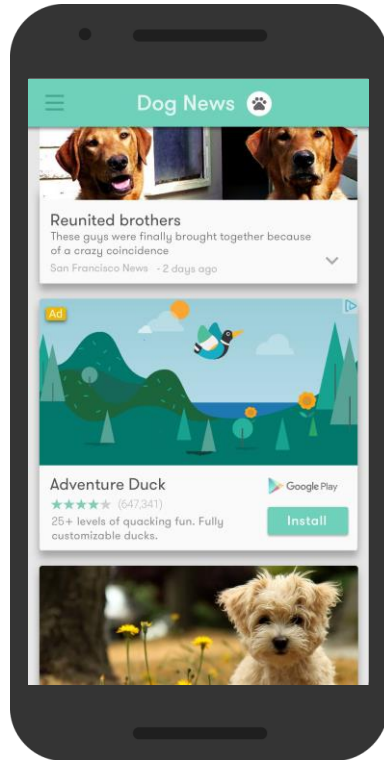 Dog News
Reunited brothers
These guys were finally brought together because
of a crazy coincidence
San Francisco News - 2 days ago
Ad
Adventure Duck
Google Play
(647,341)
25+ levels of quacking fun. Fully
customizable ducks.
Install